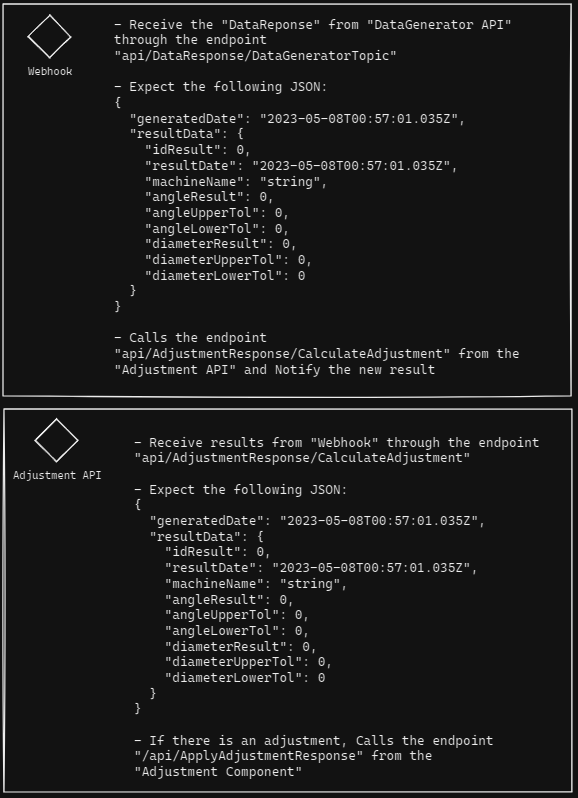 Webhook
- Receive the "DataReponse" from "DataGenerator API"
through the endpoint
"api/DataResponse/DataGeneratorTopic"
- Expect the following JSON:
{
"generatedDate": "2023-05-08T00:57:01.035Z",
"resultData": {
"idResult": 0,
"resultDate": "2023-05-08T00:57:01.035Z",
"machineName": "string",
"angleResult": 0,
"angleUpperTol": 0,
"angleLowerTol": 0,
"diameterResult": 0,
"diameterUpperTol": 0,
"diameterLowerTol": 0
}
}
- Calls the endpoint
"api/AdjustmentResponse/CalculateAdjustment" from the
"Adjustment API" and Notify the new result
Adjustment API
- Receive results from "Webhook" through the endpoint
"api/AdjustmentResponse/CalculateAdjustment"
- Expect the following JSON:
{
"generatedDate": "2023-05-08T00:57:01.035Z",
"resultData": {
"idResult": 0,
"resultDate": "2023-05-08T00:57:01.035Z",
"machineName": "string",
"angleResult": 0,
"angleUpperTol": 0,
"angleLowerTol": 0,
"diameterResult": 0,
"diameterUpperTol": 0,
"diameterLowerTol": 0
}
}
- If there is an adjustment, Calls the endpoint
"/api/ApplyAdjustmentResponse" from the
"Adjustment Component"